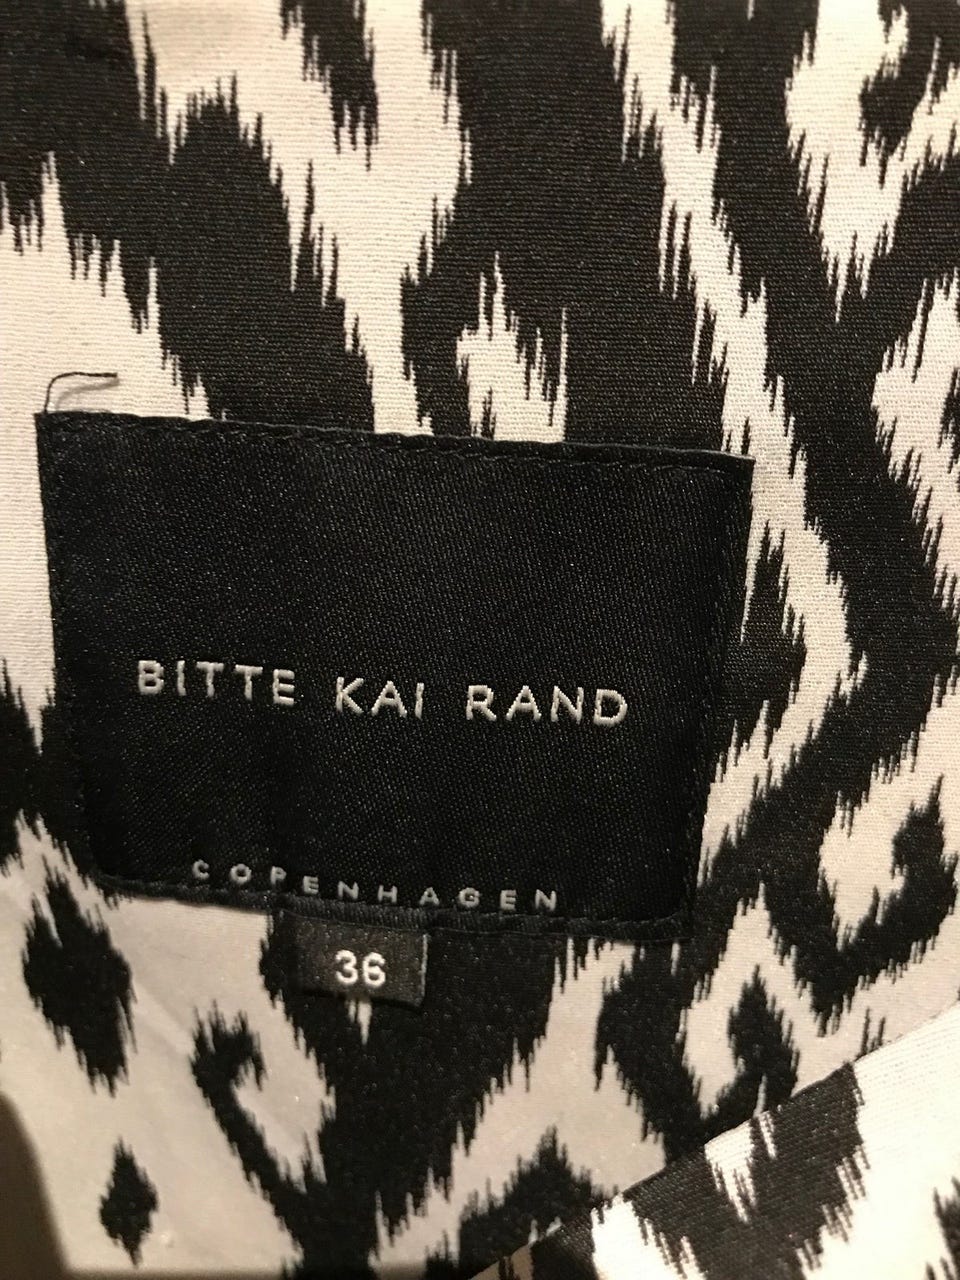 BITTE KAI RAND
COPENHAGEN
36